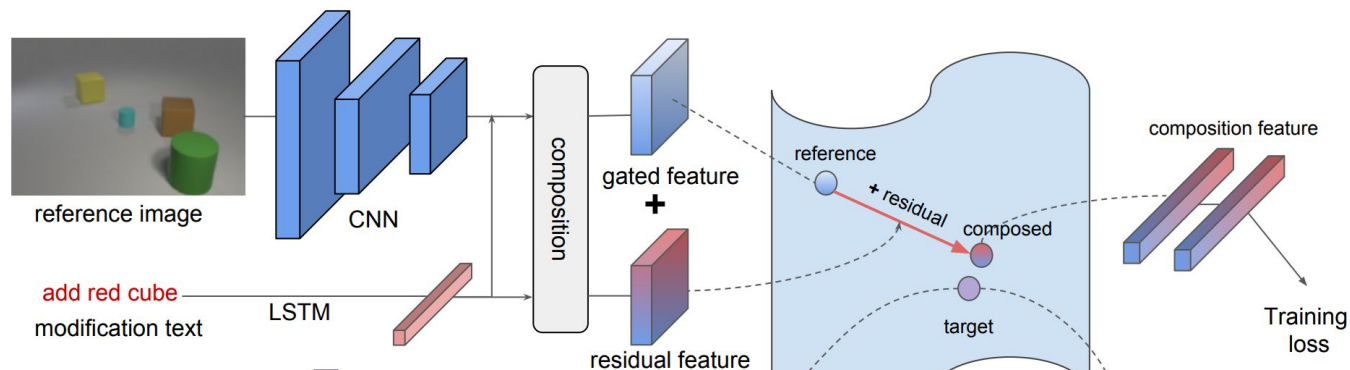 reference image
CNN
add red cube
modification text
LSTM
composition
gated feature
+
residual feature
reference
+ residual
composed
target
composition feature
Training
loss